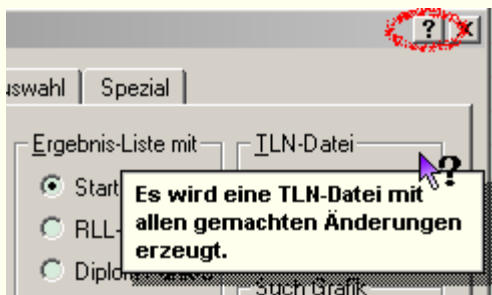 ? x
uswahl Spezial
Ergebnis-Liste mit TLN-Datei
Start
Es wird eine TLN-Datei mit
RLL-
allen gemachten Änderungen
erzeugt.
Such Grafik